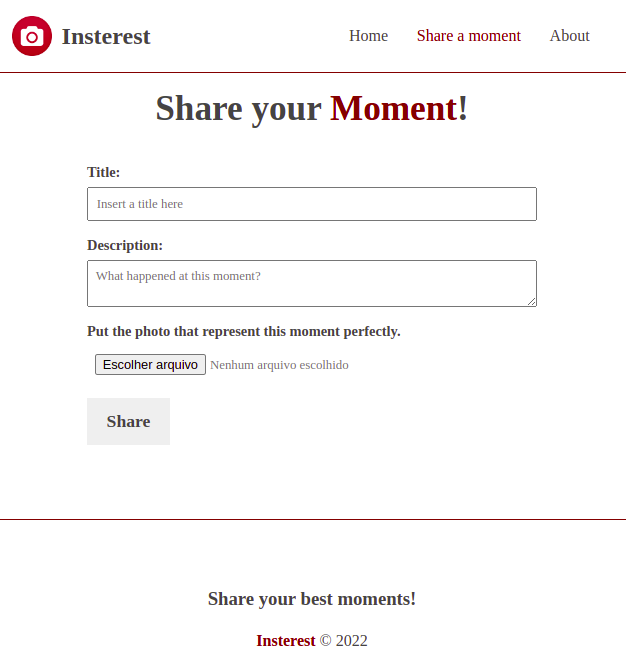 Insterest
Home Share a moment About
Share your Moment!
Title:
Insert a title here
Description:
What happened at this moment?
Put the photo that represent this moment perfectly.
Escolher arquivo Nenhum arquivo escolhido
Share
Share your best moments!
Insterest © 2022